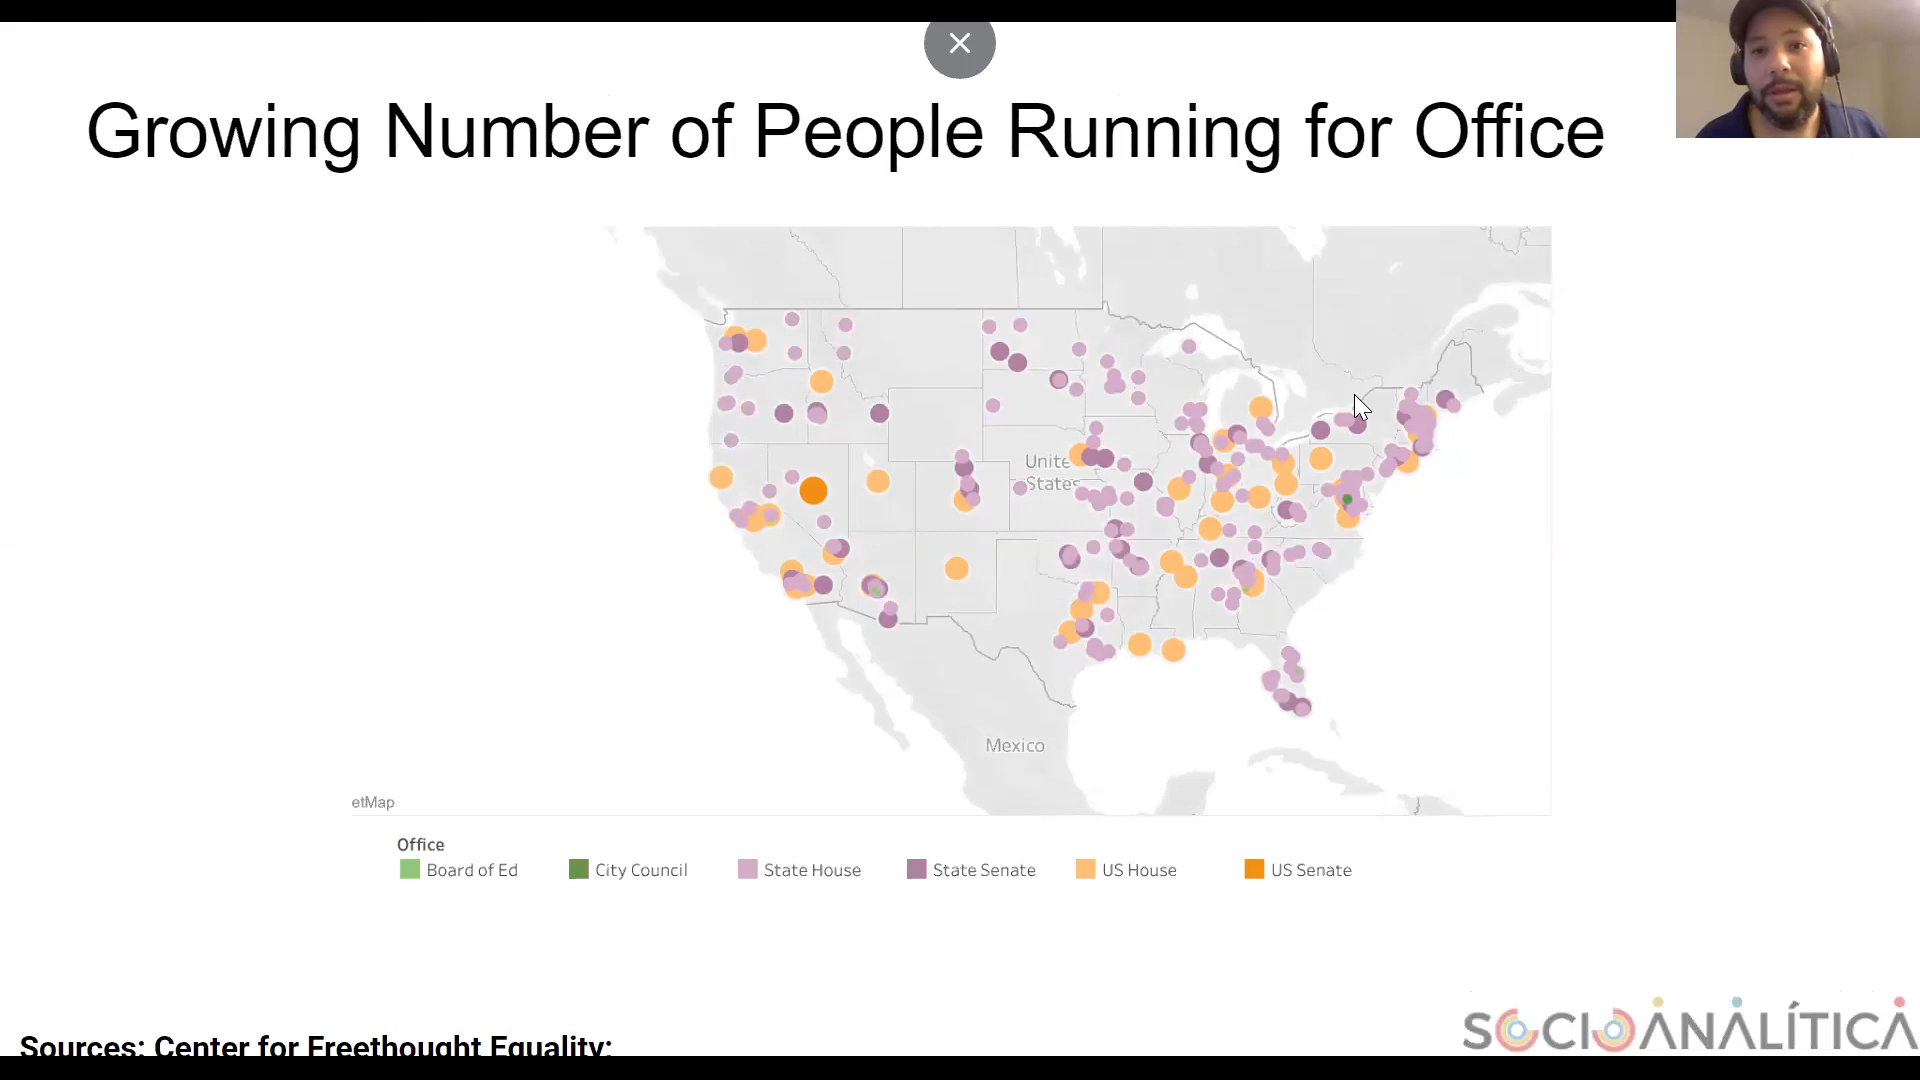 Growing Number of People Running for Office
United
States
Mexico
etMap
Office
Board of Ed
City Council
State House
State Senate
US House
US Senate
Sources: Center for Freethought Equality;
SOCIOANALÍTICA